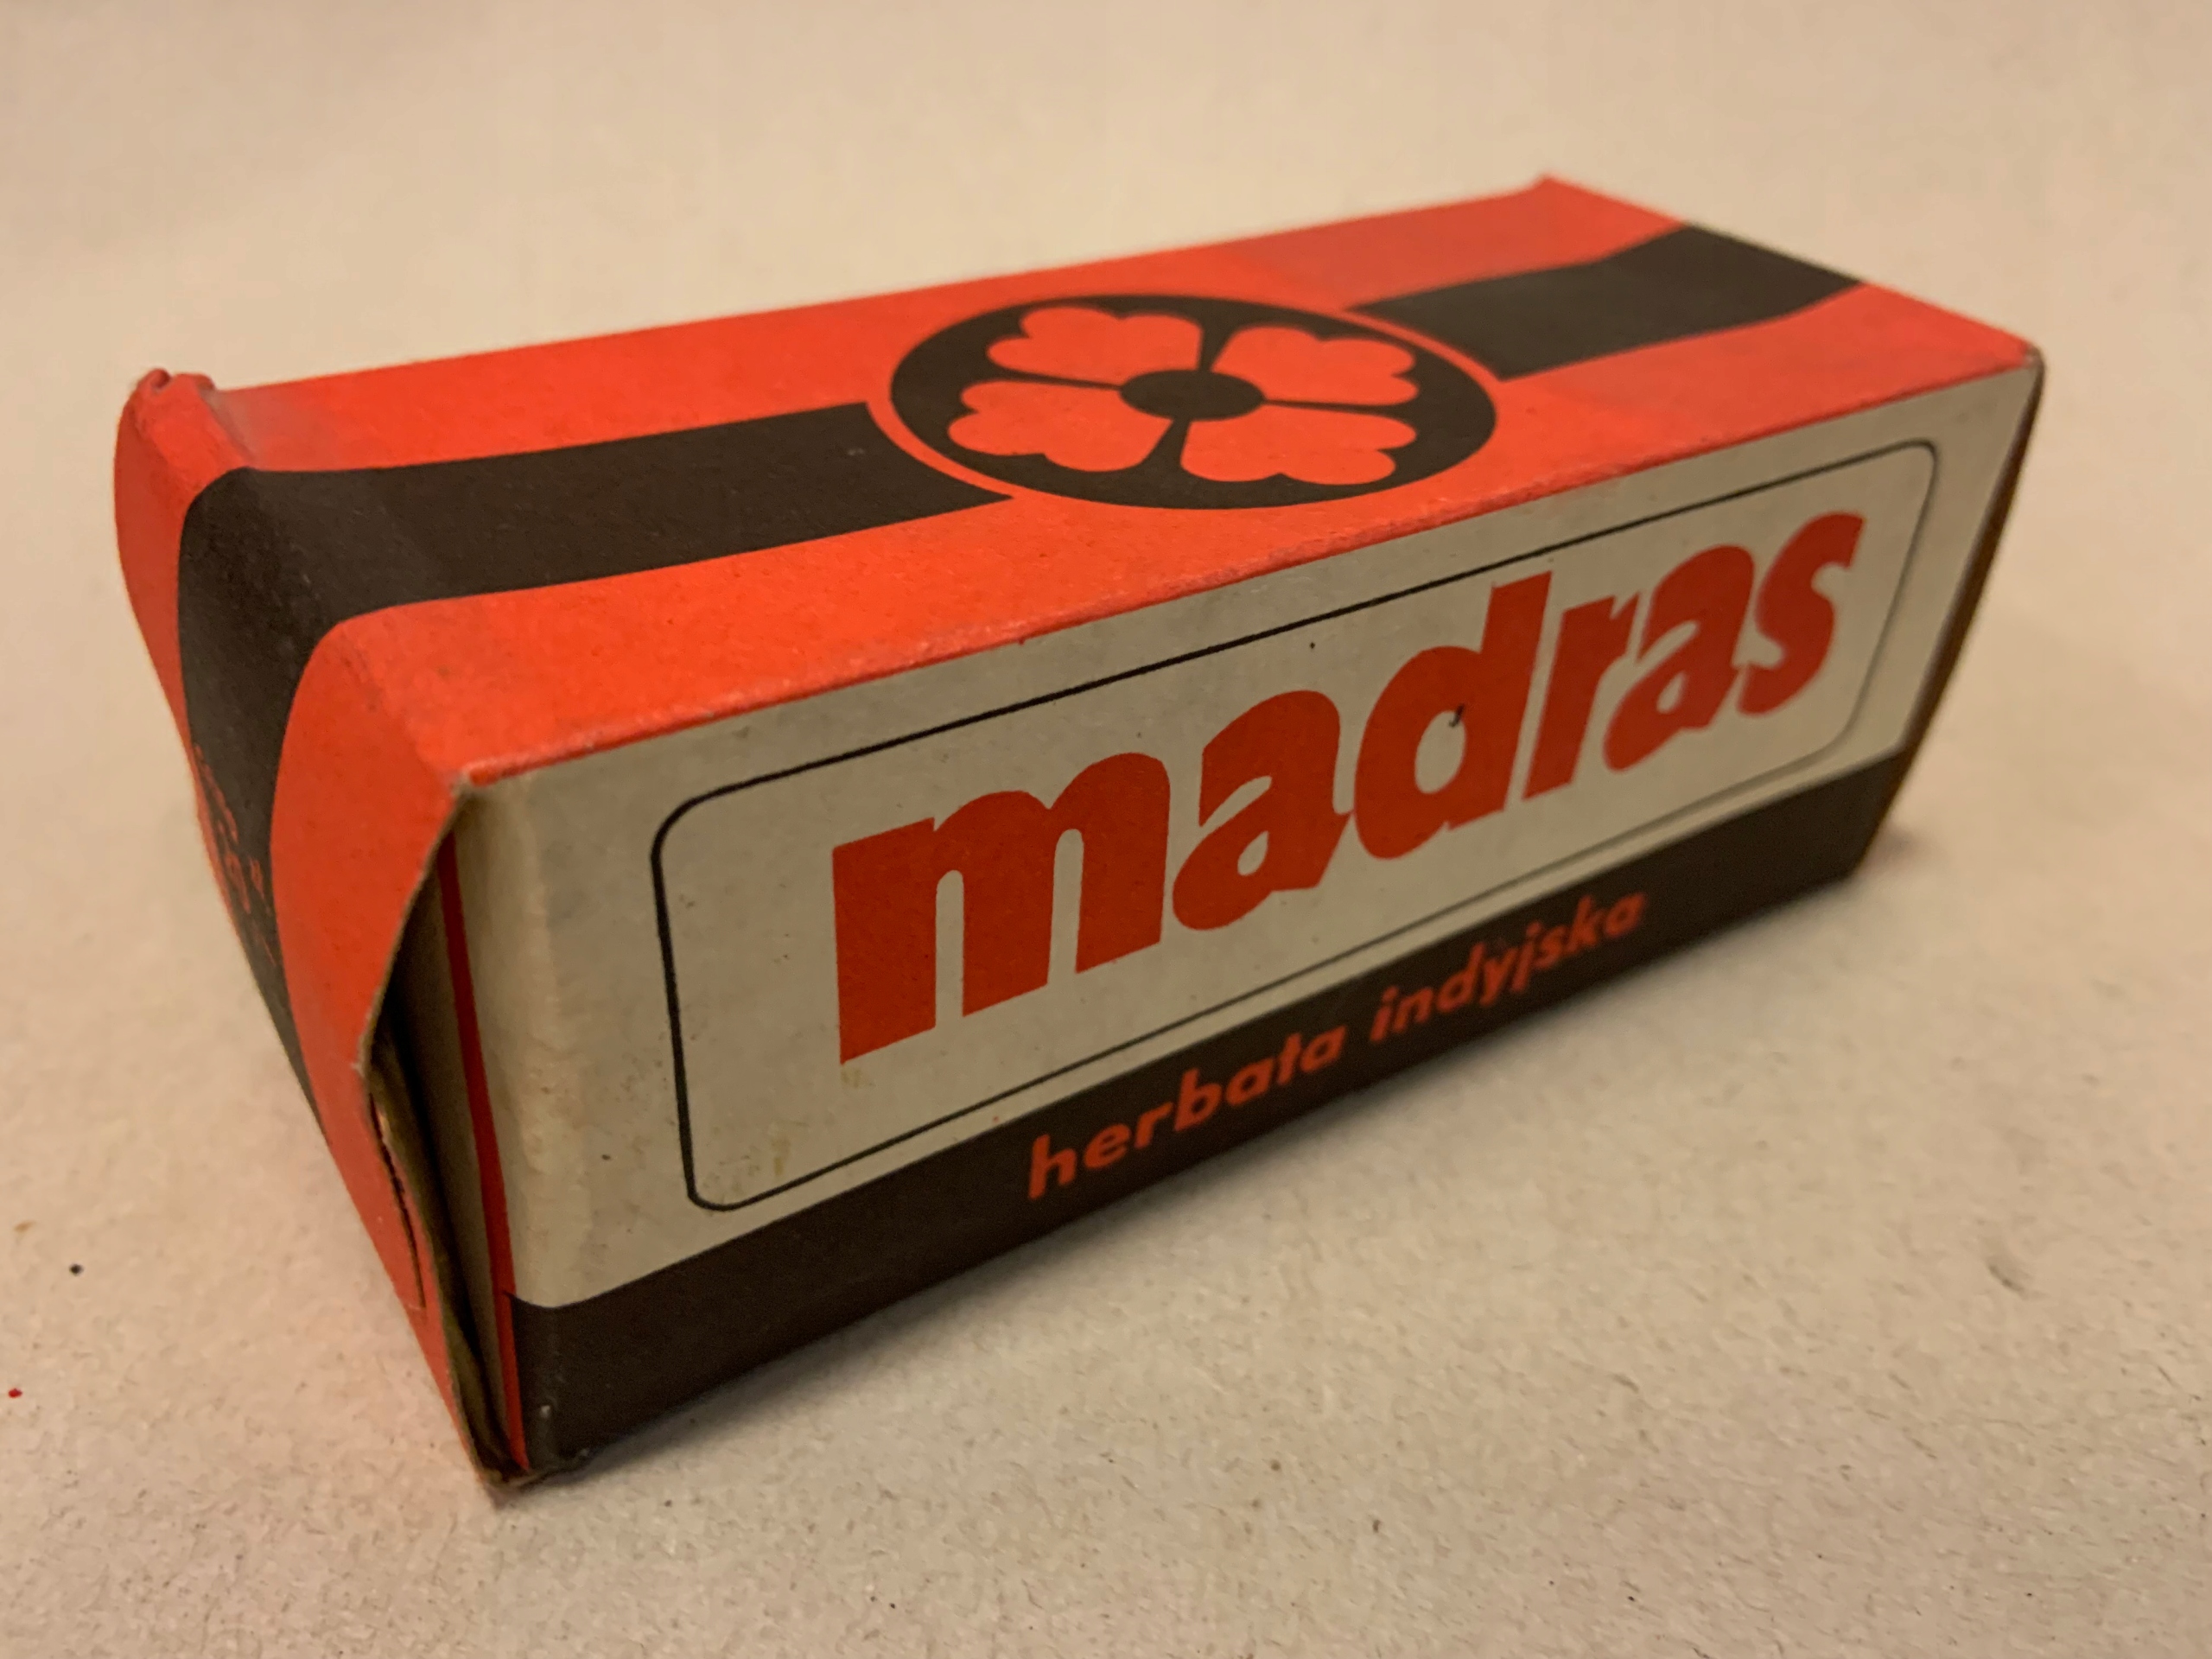 madras
herbata indyjska